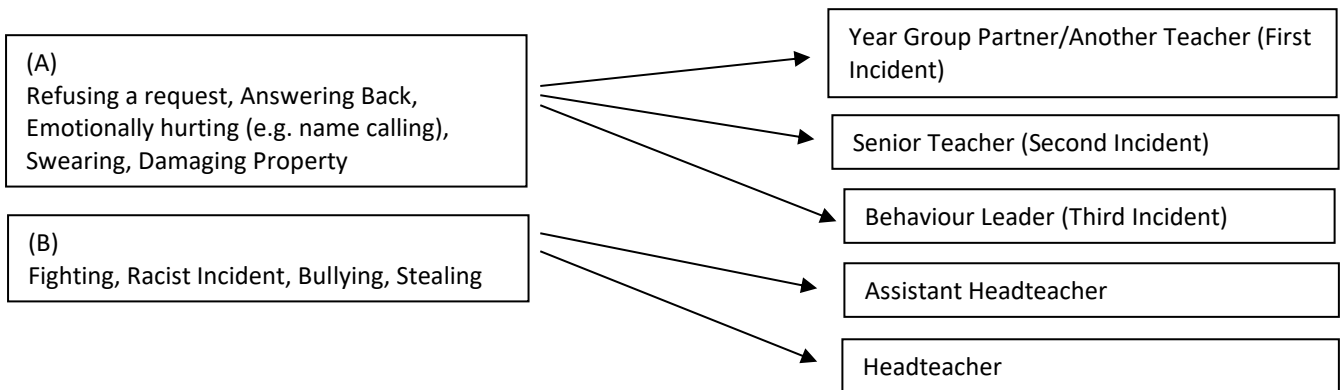 (A)
Refusing a request, Answering Back,
Emotionally hurting (e.g. name calling),
Swearing, Damaging Property
(B)
Fighting, Racist Incident, Bullying, Stealing
Year Group Partner/Another Teacher (First
Incident)
Senior Teacher (Second Incident)
Behaviour Leader (Third Incident)
Assistant Headteacher
Headteacher